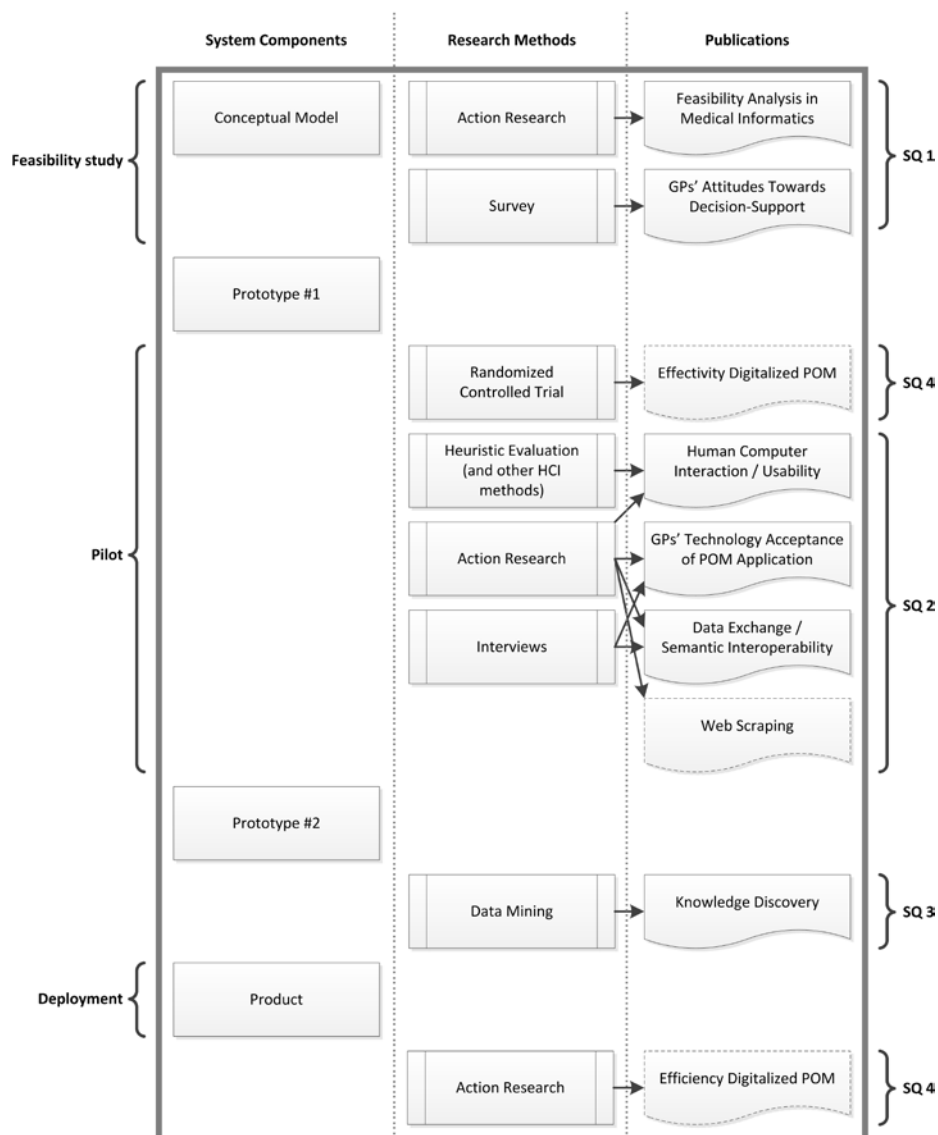 System Components
Research Methods
Publications
Feasibility study
Conceptual Model
Action Research
Feasibility Analysis in
Medical Informatics
SQ 1
Survey
GPs' Attitudes Towards
Decision-Support
Prototype #1
Pilot
Randomized
Controlled Trial
Effectivity Digitalized POM
SQ 4
Heuristic Evaluation
(and other HCI
methods)
Human Computer
Interaction / Usability
Action Research
GPs' Technology Acceptance
of POM Application
SQ 2
Interviews
Data Exchange /
Semantic Interoperability
Web Scraping
Prototype #2
Data Mining
Knowledge Discovery
SQ 3
Deployment
Product
Action Research
Efficiency Digitalized POM
SQ 4